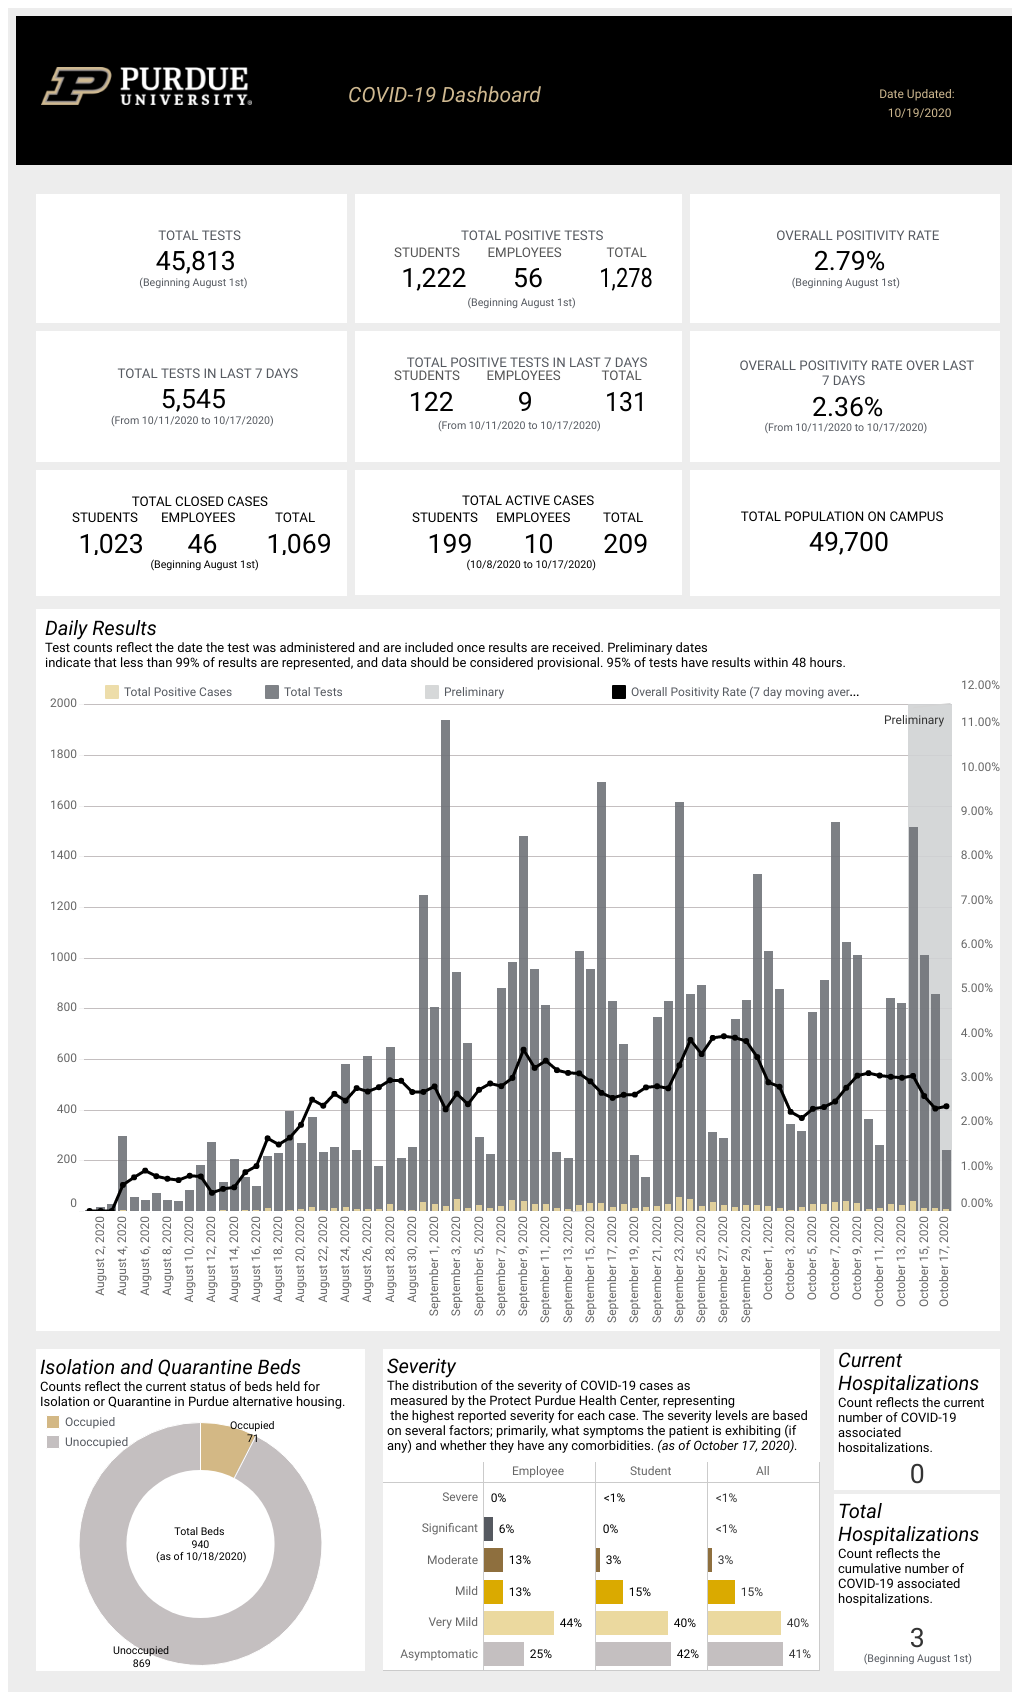 PURDUE
UNIVERSITY®
COVID-19 Dashboard
Date Updated:
10/19/2020
TOTAL TESTS
45,813
(Beginning August 1st)
TOTAL POSITIVE TESTS
STUDENTS EMPLOYEES TOTAL
1,222 56 1,278
(Beginning August 1st)
OVERALL POSITIVITY RATE
2.79%
(Beginning August 1st)
TOTAL TESTS IN LAST 7 DAYS
5,545
(From 10/11/2020 to 10/17/2020)
TOTAL POSITIVE TESTS IN LAST 7 DAYS
STUDENTS EMPLOYEES TOTAL
122 9 131
(From 10/11/2020 to 10/17/2020)
OVERALL POSITIVITY RATE OVER LAST
7 DAYS
2.36%
(From 10/11/2020 to 10/17/2020)
TOTAL CLOSED CASES
STUDENTS EMPLOYEES TOTAL
1,023 46 1,069
(Beginning August 1st)
TOTAL ACTIVE CASES
STUDENTS EMPLOYEES TOTAL
199 10 209
(10/8/2020 to 10/17/2020)
TOTAL POPULATION ON CAMPUS
49,700
Daily Results
Test counts reflect the date the test was administered and are included once results are received. Preliminary dates
indicate that less than 99% of results are represented, and data should be considered provisional. 95% of tests have results within 48 hours.
Total Positive Cases Total Tests Preliminary Overall Positivity Rate (7 day moving aver...
2000
1800
1600
1400
1200
1000
800
600
400
200
0
Preliminary
12.00%
11.00%
10.00%
9.00%
8.00%
7.00%
6.00%
5.00%
4.00%
3.00%
2.00%
1.00%
0.00%
August 2, 2020
August 4, 2020
August 6, 2020
August 8, 2020
August 10, 2020
August 12, 2020
August 14, 2020
August 16, 2020
August 18, 2020
August 20, 2020
August 22, 2020
August 24, 2020
August 26, 2020
August 28, 2020
August 30, 2020
September 1, 2020
September 3, 2020
September 5, 2020
September 7, 2020
September 9, 2020
September 11, 2020
September 13, 2020
September 15, 2020
September 17, 2020
September 19, 2020
September 21, 2020
September 23, 2020
September 25, 2020
September 27, 2020
September 29, 2020
October 1, 2020
October 3, 2020
October 5, 2020
October 7, 2020
October 9, 2020
October 11, 2020
October 13, 2020
October 15, 2020
October 17, 2020
Isolation and Quarantine Beds
Counts reflect the current status of beds held for
Isolation or Quarantine in Purdue alternative housing.
Occupied
Unoccupied
Occupied
71
Total Beds
940
(as of 10/18/2020)
Unoccupied
869
Severity
The distribution of the severity of COVID-19 cases as
measured by the Protect Purdue Health Center, representing
the highest reported severity for each case. The severity levels are based
on several factors; primarily, what symptoms the patient is exhibiting (if
any) and whether they have any comorbidities. (as of October 17, 2020).
Employee Student All
Severe 0% <1% <1%
Significant 6% 0% <1%
Moderate 13% 3% 3%
Mild 13% 15% 15%
Very Mild 44% 40% 40%
Asymptomatic 25% 42% 41%
Current
Hospitalizations
Count reflects the current
number of COVID-19
associated
hospitalizations.
0
Total
Hospitalizations
Count reflects the
cumulative number of
COVID-19 associated
hospitalizations.
3
(Beginning August 1st)